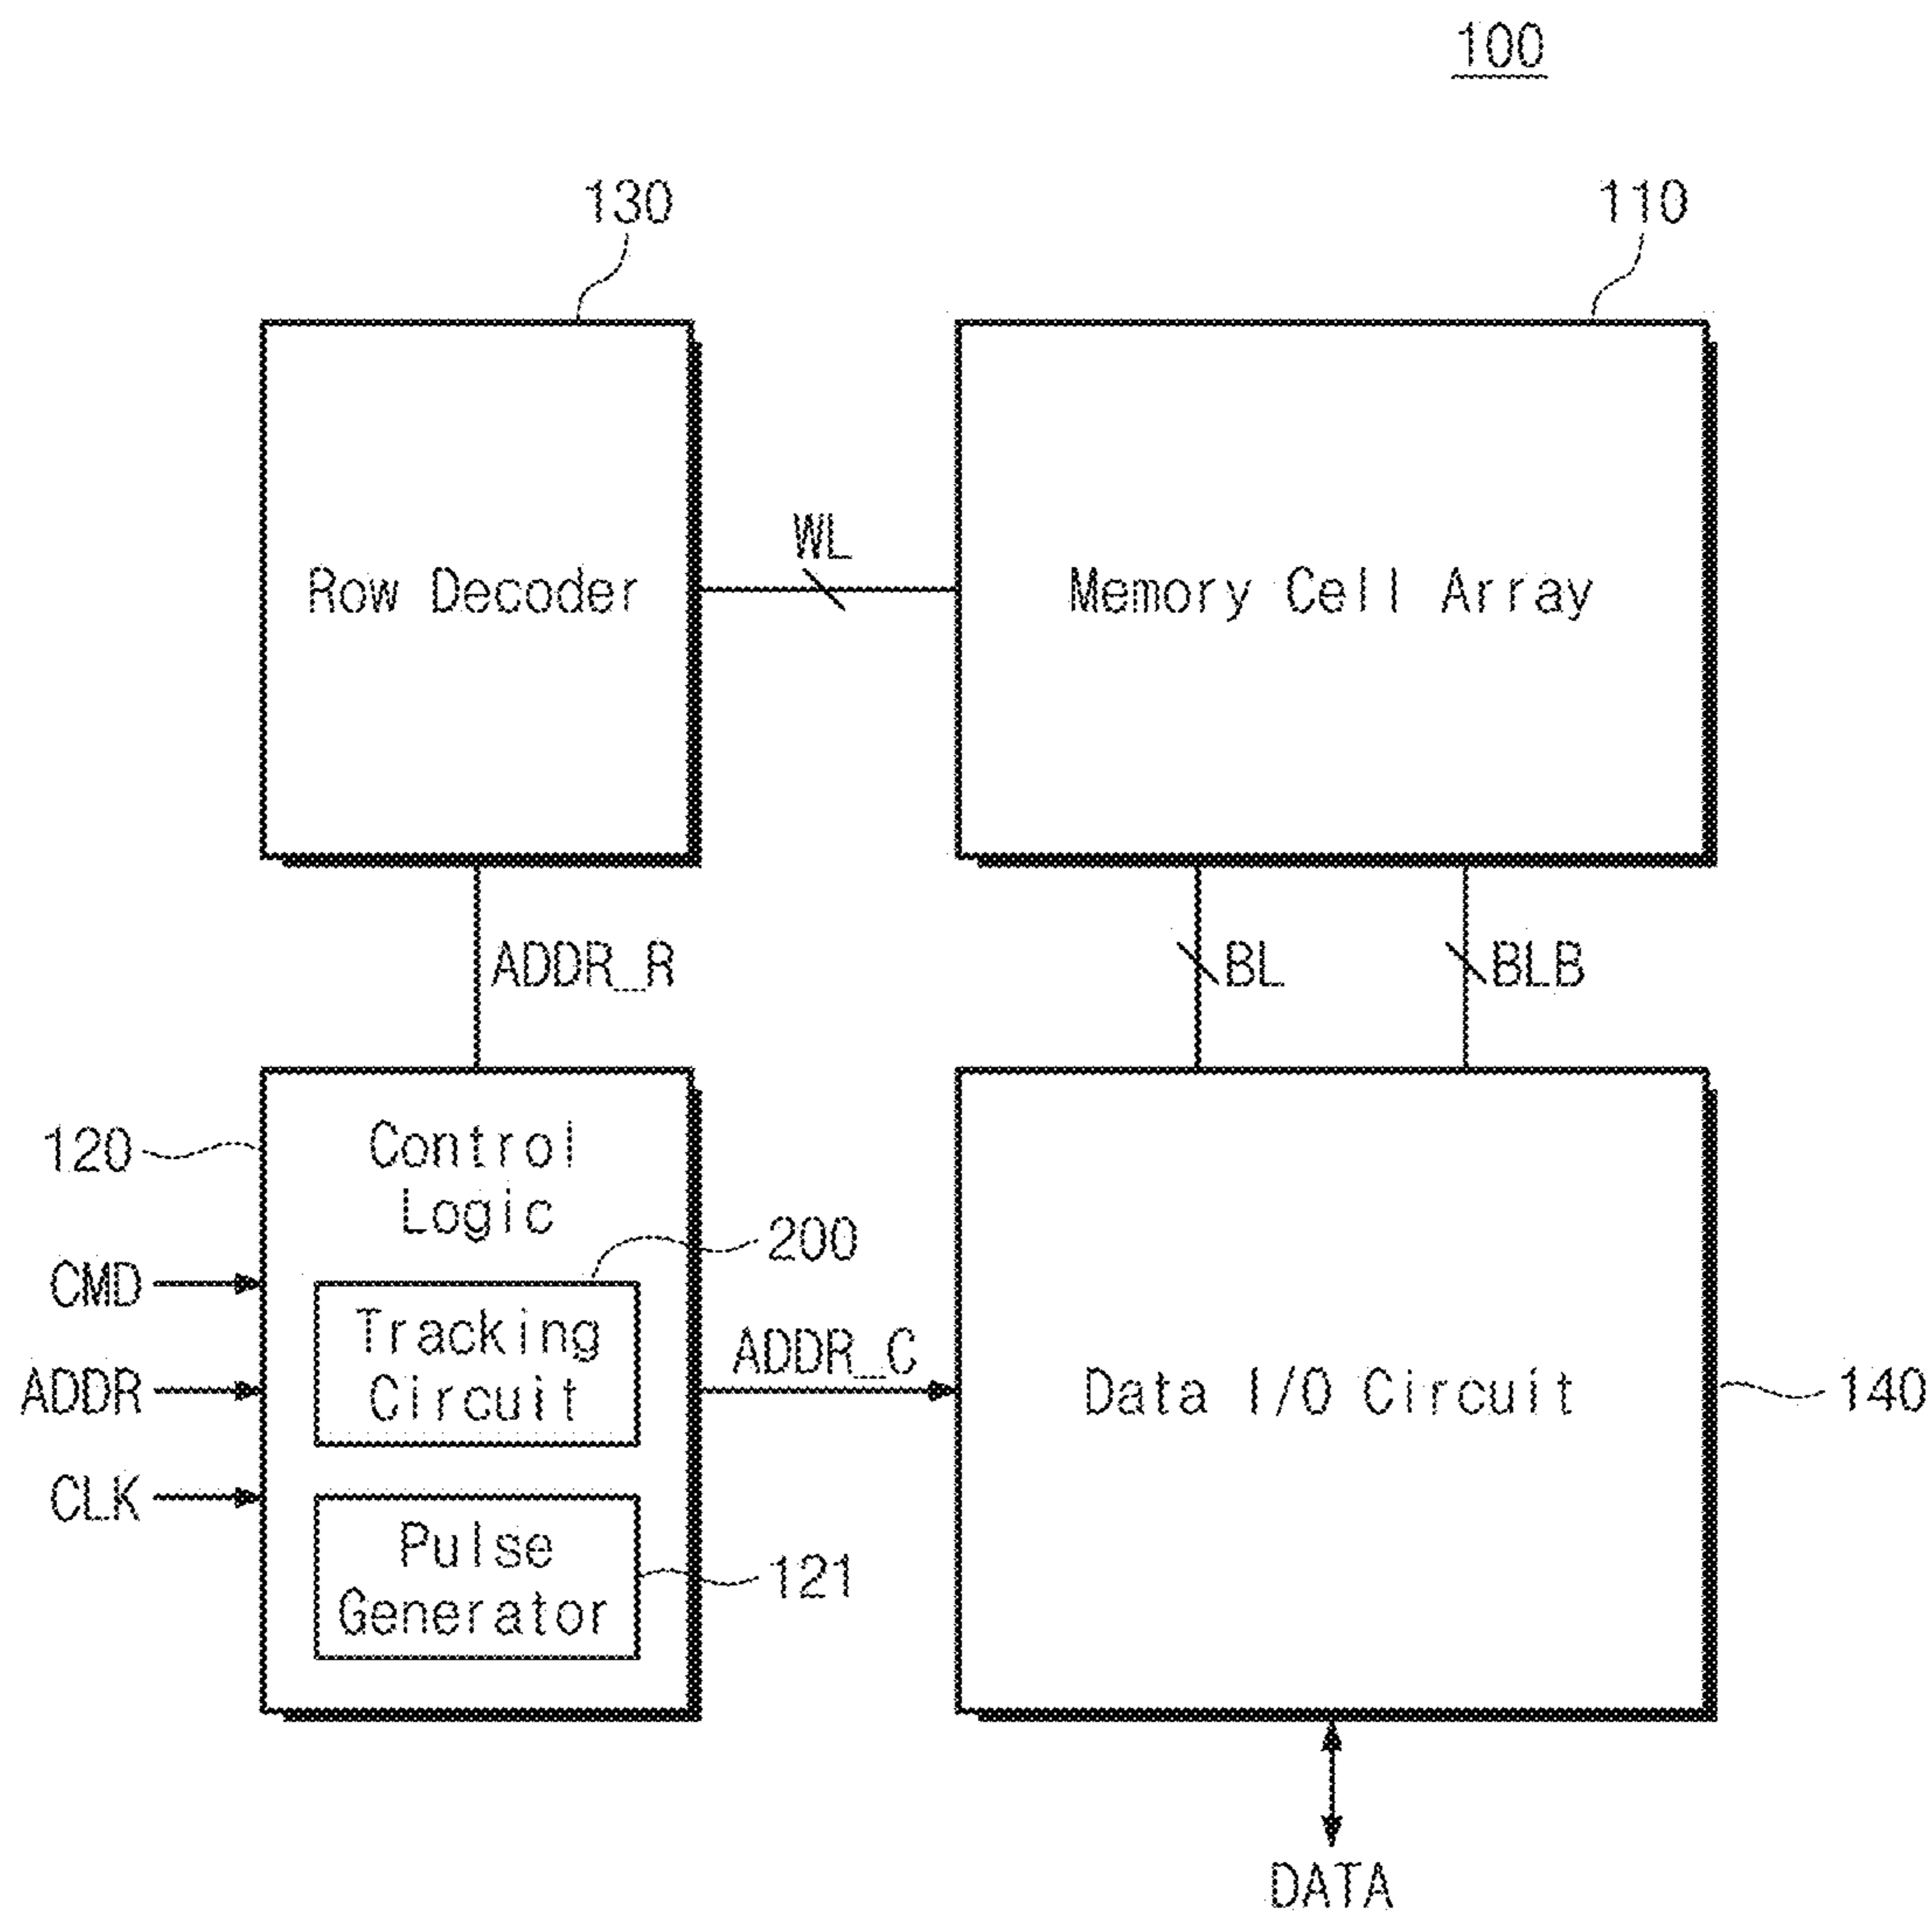 100
130
110
WL
Row Decoder
Memory Cell Array
ADDR_R
BL
BLB
120
Control
Logic
200
CMD
Tracking
Circuit
ADDR
ADDR_C
Data I/O Circuit
140
CLK
Pulse
Generator
121
DATA